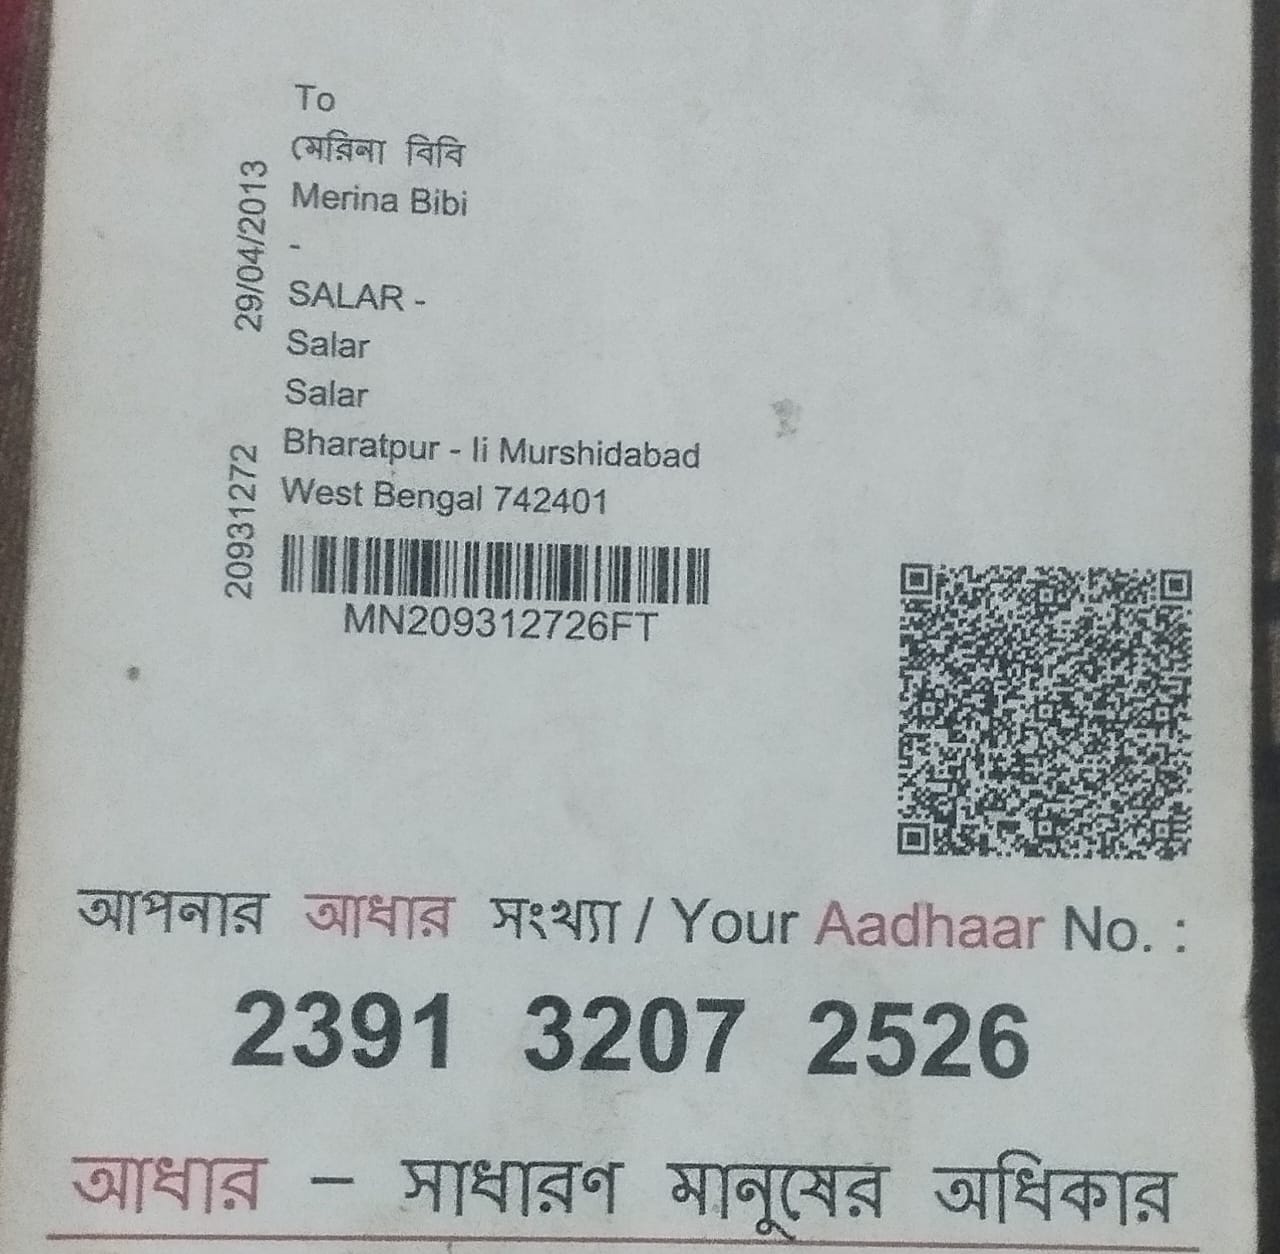 To
মেরিনা বিবি
Merina Bibi
-
SALAR -
Salar
Salar
Bharatpur - Ii Murshidabad
West Bengal 742401
MN209312726FT
29/04/2013
20931272
আপনার আধার সংখ্যা / Your Aadhaar No. :
2391 3207 2526
আধার – সাধারণ মানুষের অধিকার